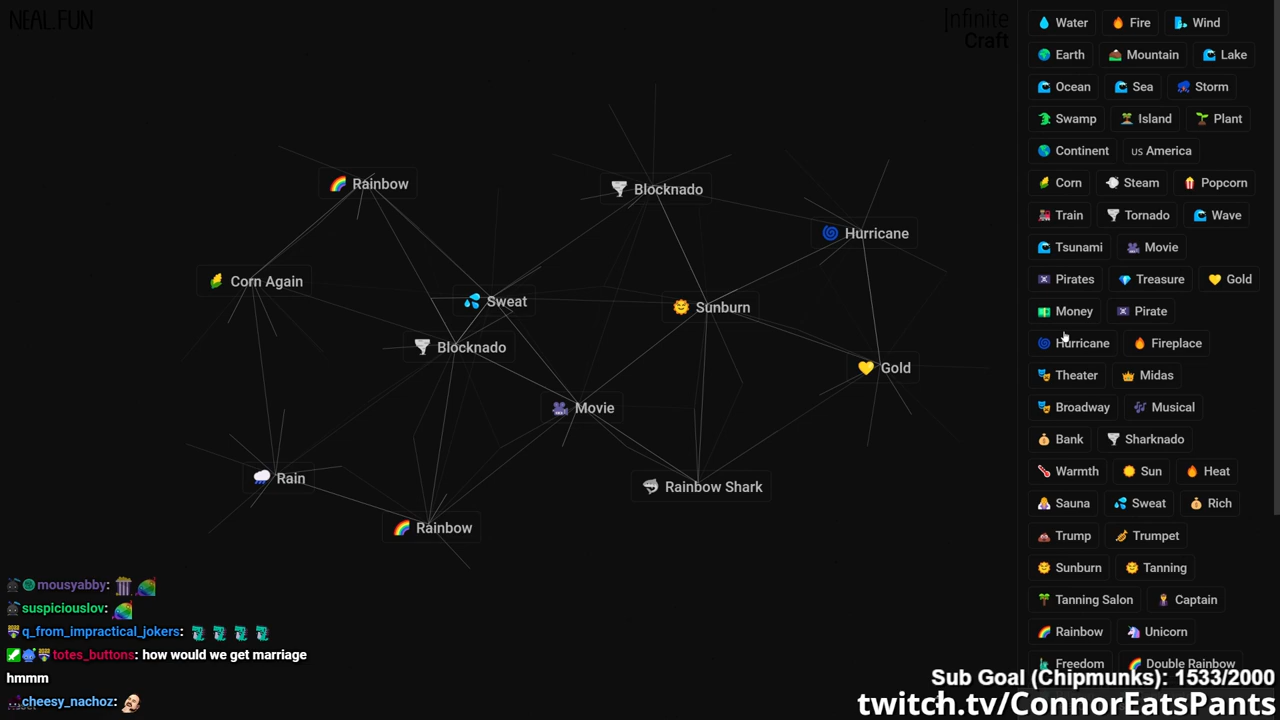 NEAL.FUN
Infinite
Craft
Rainbow
Blocknado
Hurricane
Corn Again
Sweat
Sunburn
Blocknado
Gold
Movie
Rain
Rainbow Shark
Rainbow
Water Fire Wind
Earth Mountain Lake
Ocean Sea Storm
Swamp Island Plant
Continent US America
Corn Steam Popcorn
Train Tornado Wave
Tsunami Movie
Pirates Treasure Gold
Money Pirate
Hurricane Fireplace
Theater Midas
Broadway Musical
Bank Sharknado
Warmth Sun Heat
Sauna Sweat Rich
Trump Trumpet
Sunburn Tanning
Tanning Salon Captain
Rainbow Unicorn
Freedom Double Rainbow
mousyabby:
suspiciouslov:
q_from_impractical_jokers:
totes_buttons: how would we get marriage
hmmm
cheesy_nachoz:
Sub Goal (Chipmunks): 1533/2000
twitch.tv/ConnorEatsPants